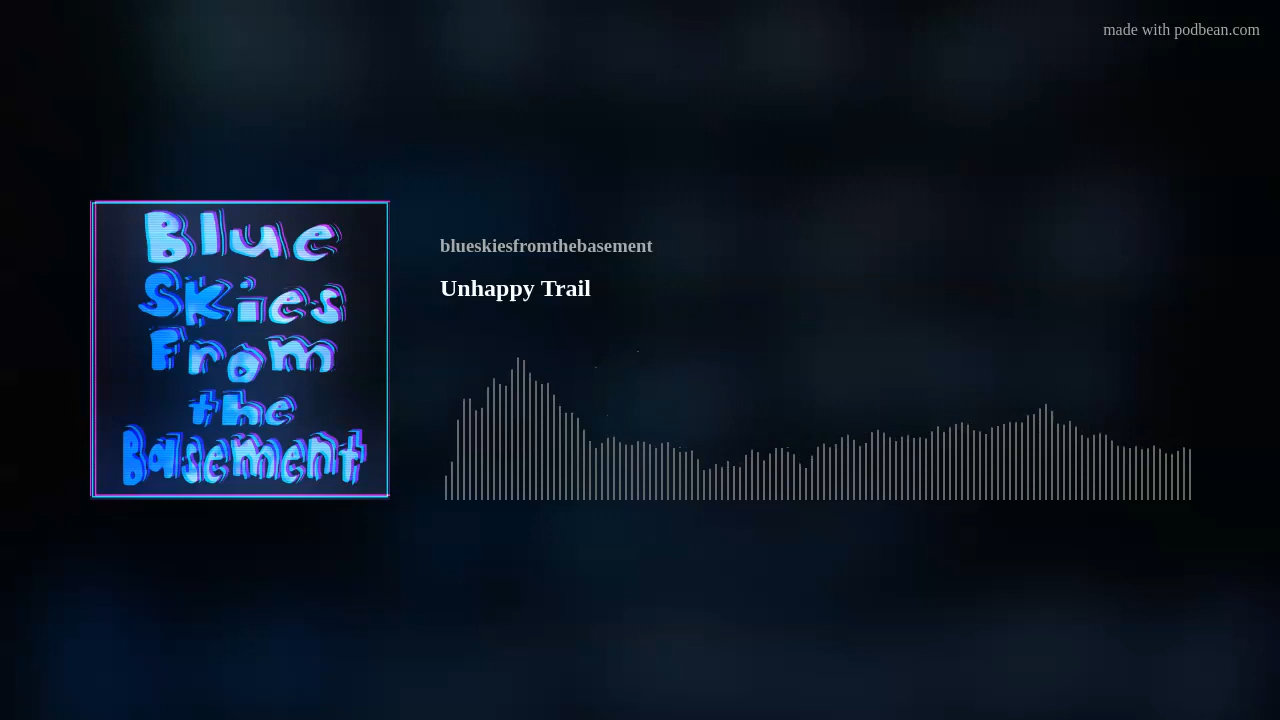 made with podbean.com
Blue
Skies
From
the
Basement
blueskiesfromthebasement
Unhappy Trail